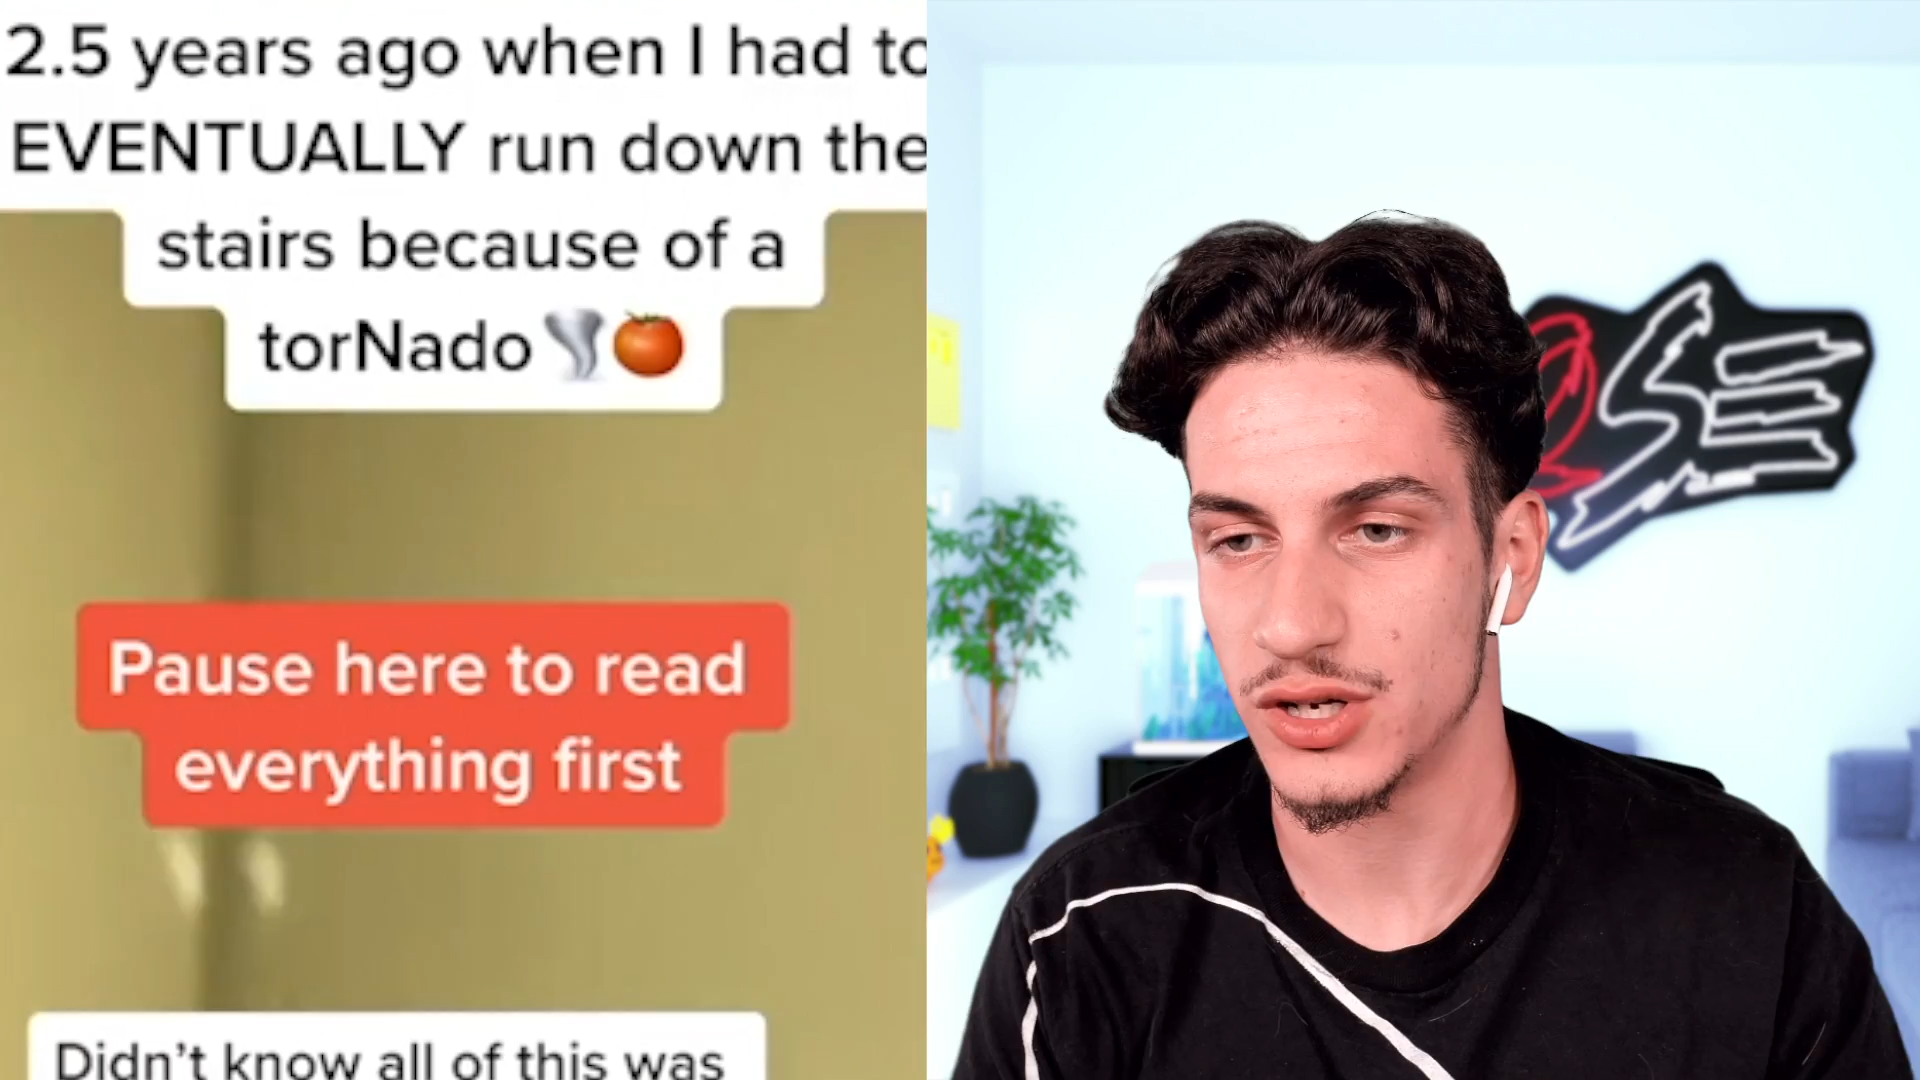 2.5 years ago when I had to
EVENTUALLY run down the
stairs because of a
torNado🌪🍅
Pause here to read
everything first
Didn't know all of this was